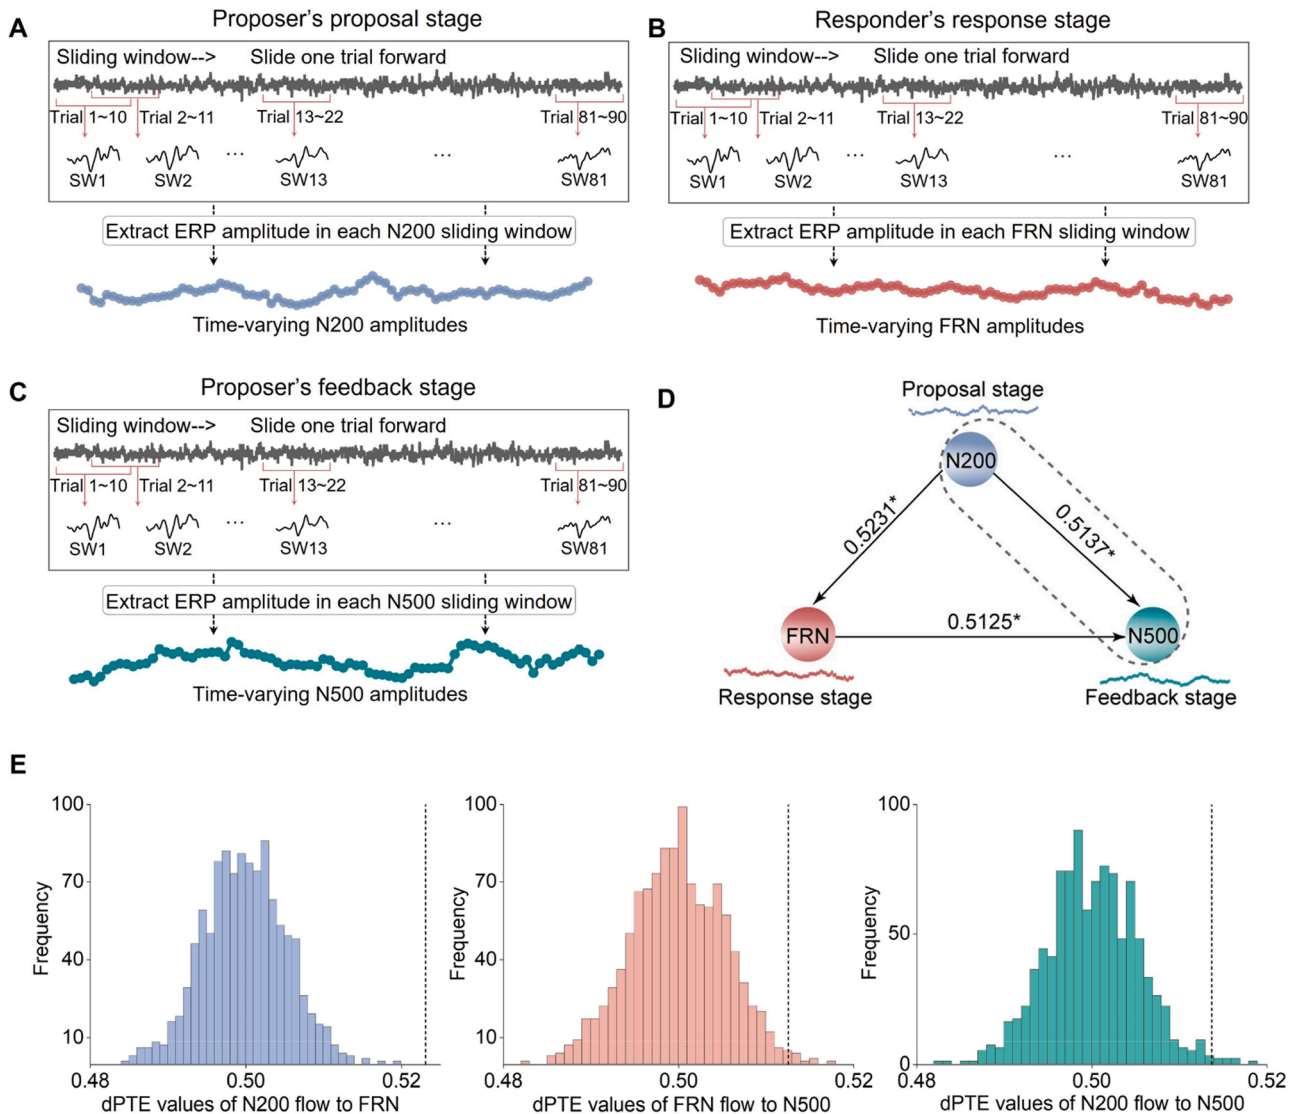 A
Proposer's proposal stage
Sliding window--> Slide one trial forward
Trial 1~10 Trial 2~11 Trial 13~22 Trial 81~90
... ...
SW1 SW2 SW13 SW81
Extract ERP amplitude in each N200 sliding window
Time-varying N200 amplitudes
B
Responder's response stage
Sliding window--> Slide one trial forward
Trial 1~10 Trial 2~11 Trial 13~22 Trial 81~90
... ...
SW1 SW2 SW13 SW81
Extract ERP amplitude in each FRN sliding window
Time-varying FRN amplitudes
C
Proposer's feedback stage
Sliding window--> Slide one trial forward
Trial 1~10 Trial 2~11 Trial 13~22 Trial 81~90
... ...
SW1 SW2 SW13 SW81
Extract ERP amplitude in each N500 sliding window
Time-varying N500 amplitudes
D
Proposal stage
N200
0.5231*
0.5137*
FRN
0.5125*
N500
Response stage
Feedback stage
E
Frequency
100
70
40
10
0.48 0.50 0.52
dPTE values of N200 flow to FRN
Frequency
100
70
40
10
0.48 0.50 0.52
dPTE values of FRN flow to N500
Frequency
100
50
0
0.48 0.50 0.52
dPTE values of N200 flow to N500